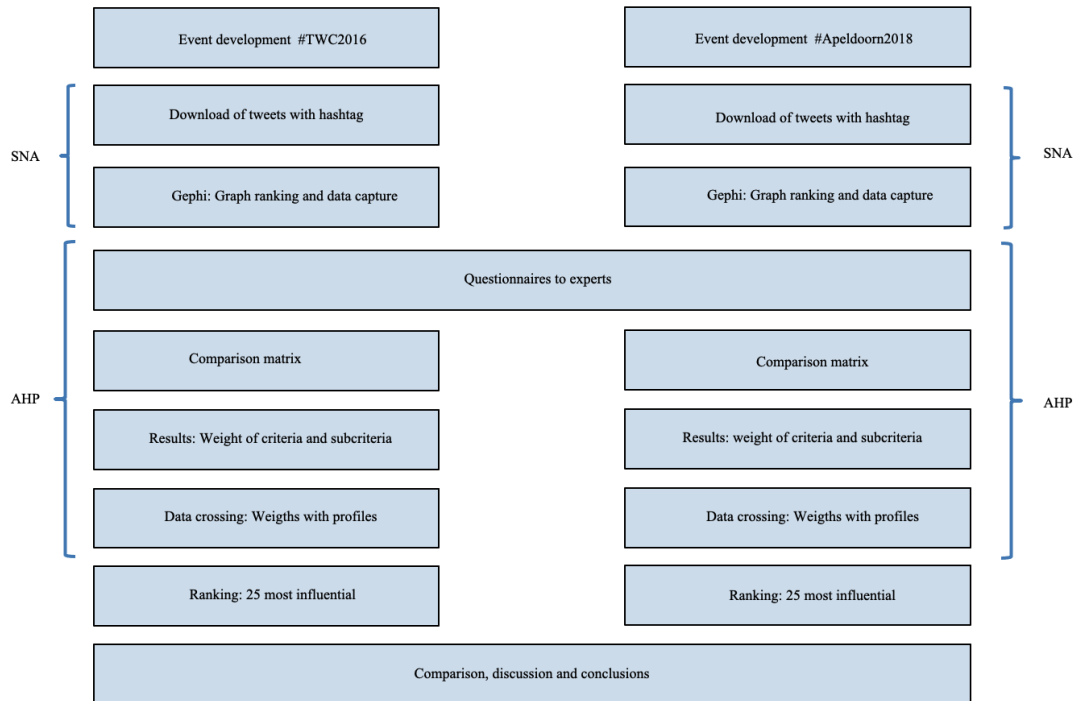 Event development #TWC2016
Event development #Apeldoorn2018
Download of tweets with hashtag
Download of tweets with hashtag
SNA
SNA
Gephi: Graph ranking and data capture
Gephi: Graph ranking and data capture
Questionnaires to experts
Comparison matrix
Comparison matrix
AHP
AHP
Results: Weight of criteria and subcriteria
Results: weight of criteria and subcriteria
Data crossing: Weigths with profiles
Data crossing: Weigths with profiles
Ranking: 25 most influential
Ranking: 25 most influential
Comparison, discussion and conclusions